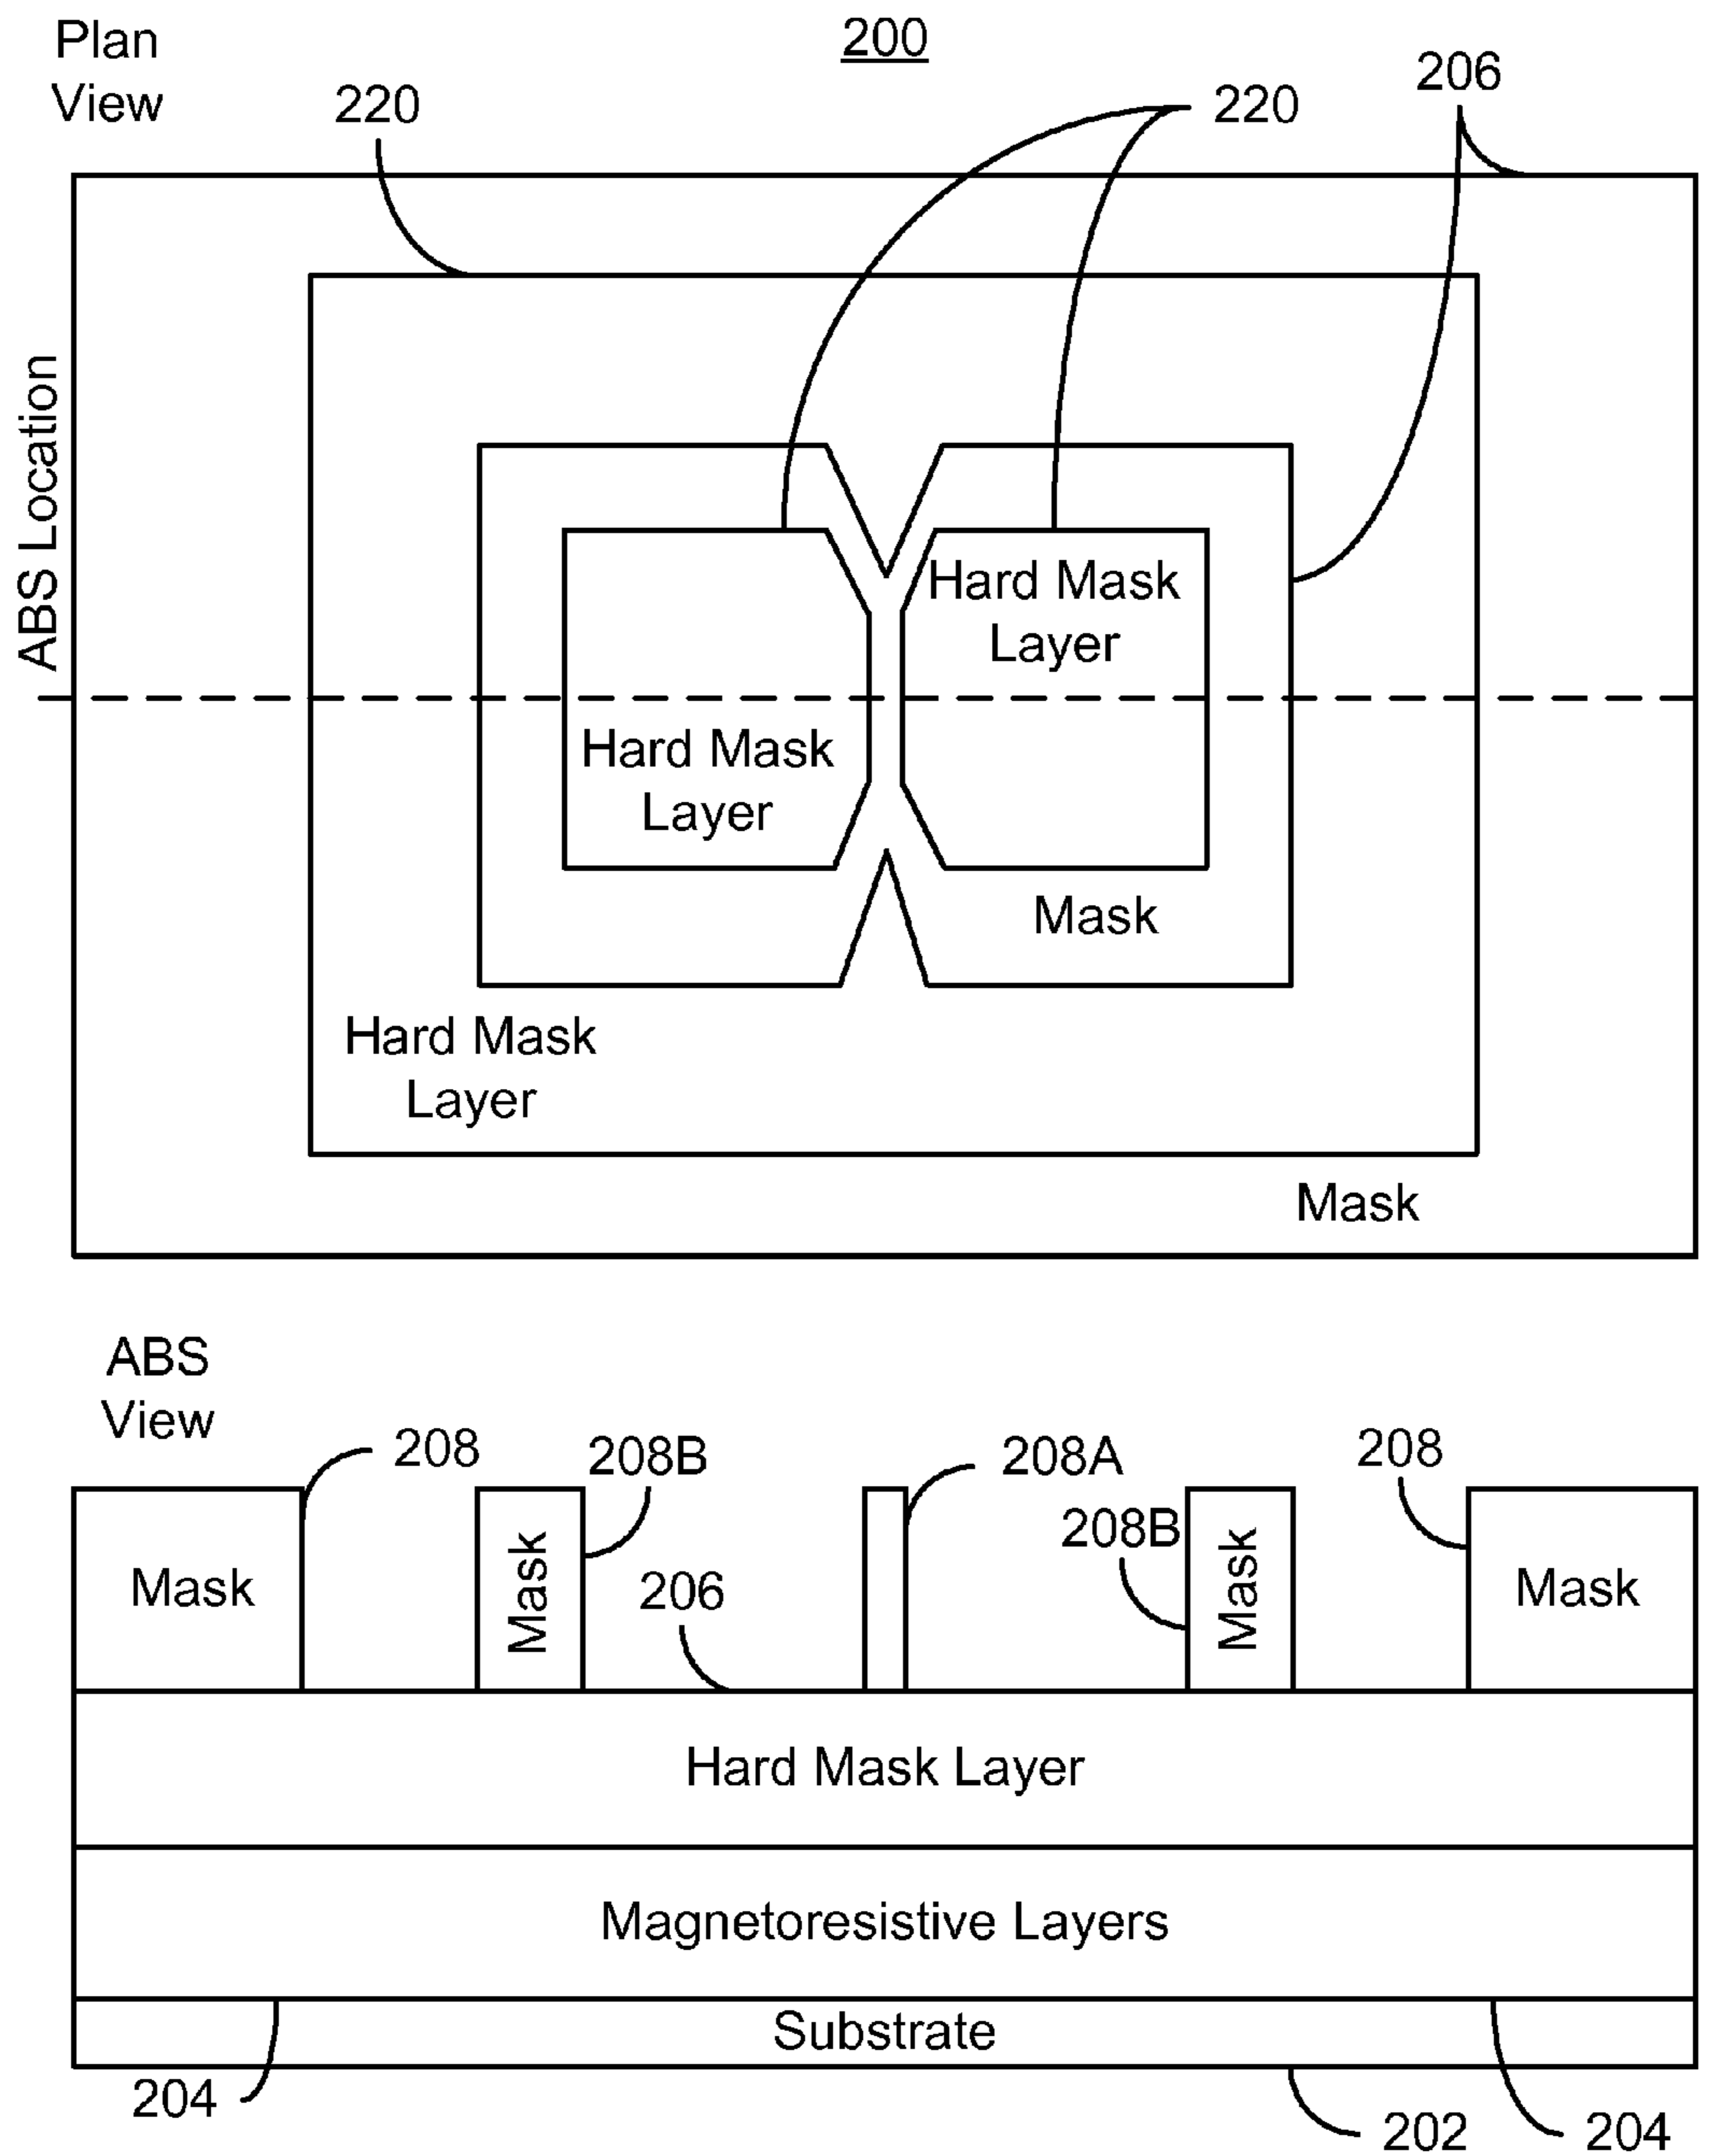 Plan
View
200
220
220
206
ABS Location
Hard Mask
Layer
Hard Mask
Layer
Mask
Hard Mask
Layer
Mask
ABS
View
208
208B
208A
208
208B
206
Mask
Mask
Mask
Mask
Hard Mask Layer
Magnetoresistive Layers
Substrate
204
202
204